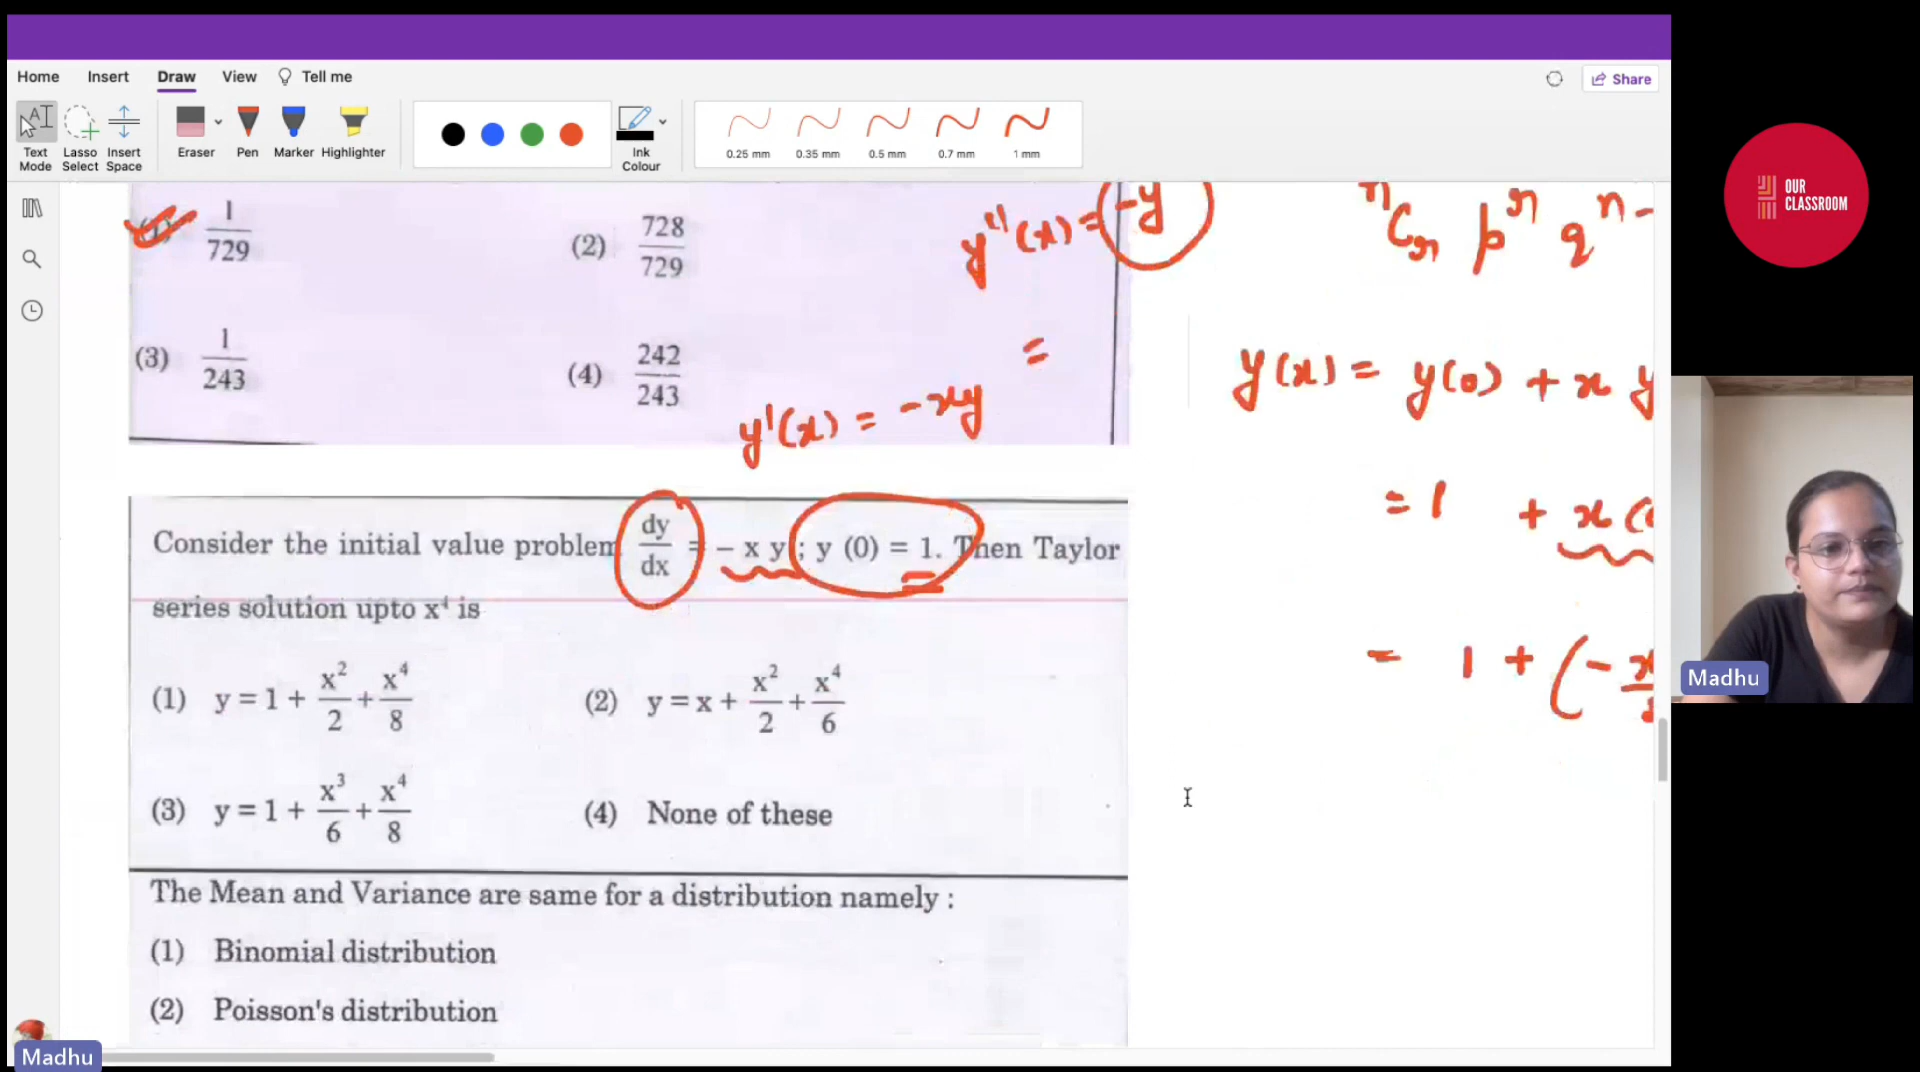 Home Insert Draw View Tell me
Share
Text Mode
Lasso Select
Insert Space
Eraser
Pen
Marker
Highlighter
Ink Colour
0.25 mm 0.35 mm 0.5 mm 0.7 mm 1 mm
OUR CLASSROOM
(1) 1/729
(2) 728/729
(3) 1/243
(4) 242/243
y''(x) = -y
=
y'(x) = -xy
ⁿCᵣ pʳ qⁿ⁻
y(x) = y(0) + x y
= 1 + x (
= 1 + (- x
Consider the initial value problem dy/dx = - x y ; y (0) = 1. Then Taylor
series solution upto x⁴ is
(1) y = 1 + x²/2 + x⁴/8
(2) y = x + x²/2 + x⁴/6
(3) y = 1 + x³/6 + x⁴/8
(4) None of these
The Mean and Variance are same for a distribution namely :
(1) Binomial distribution
(2) Poisson's distribution
Madhu
Madhu